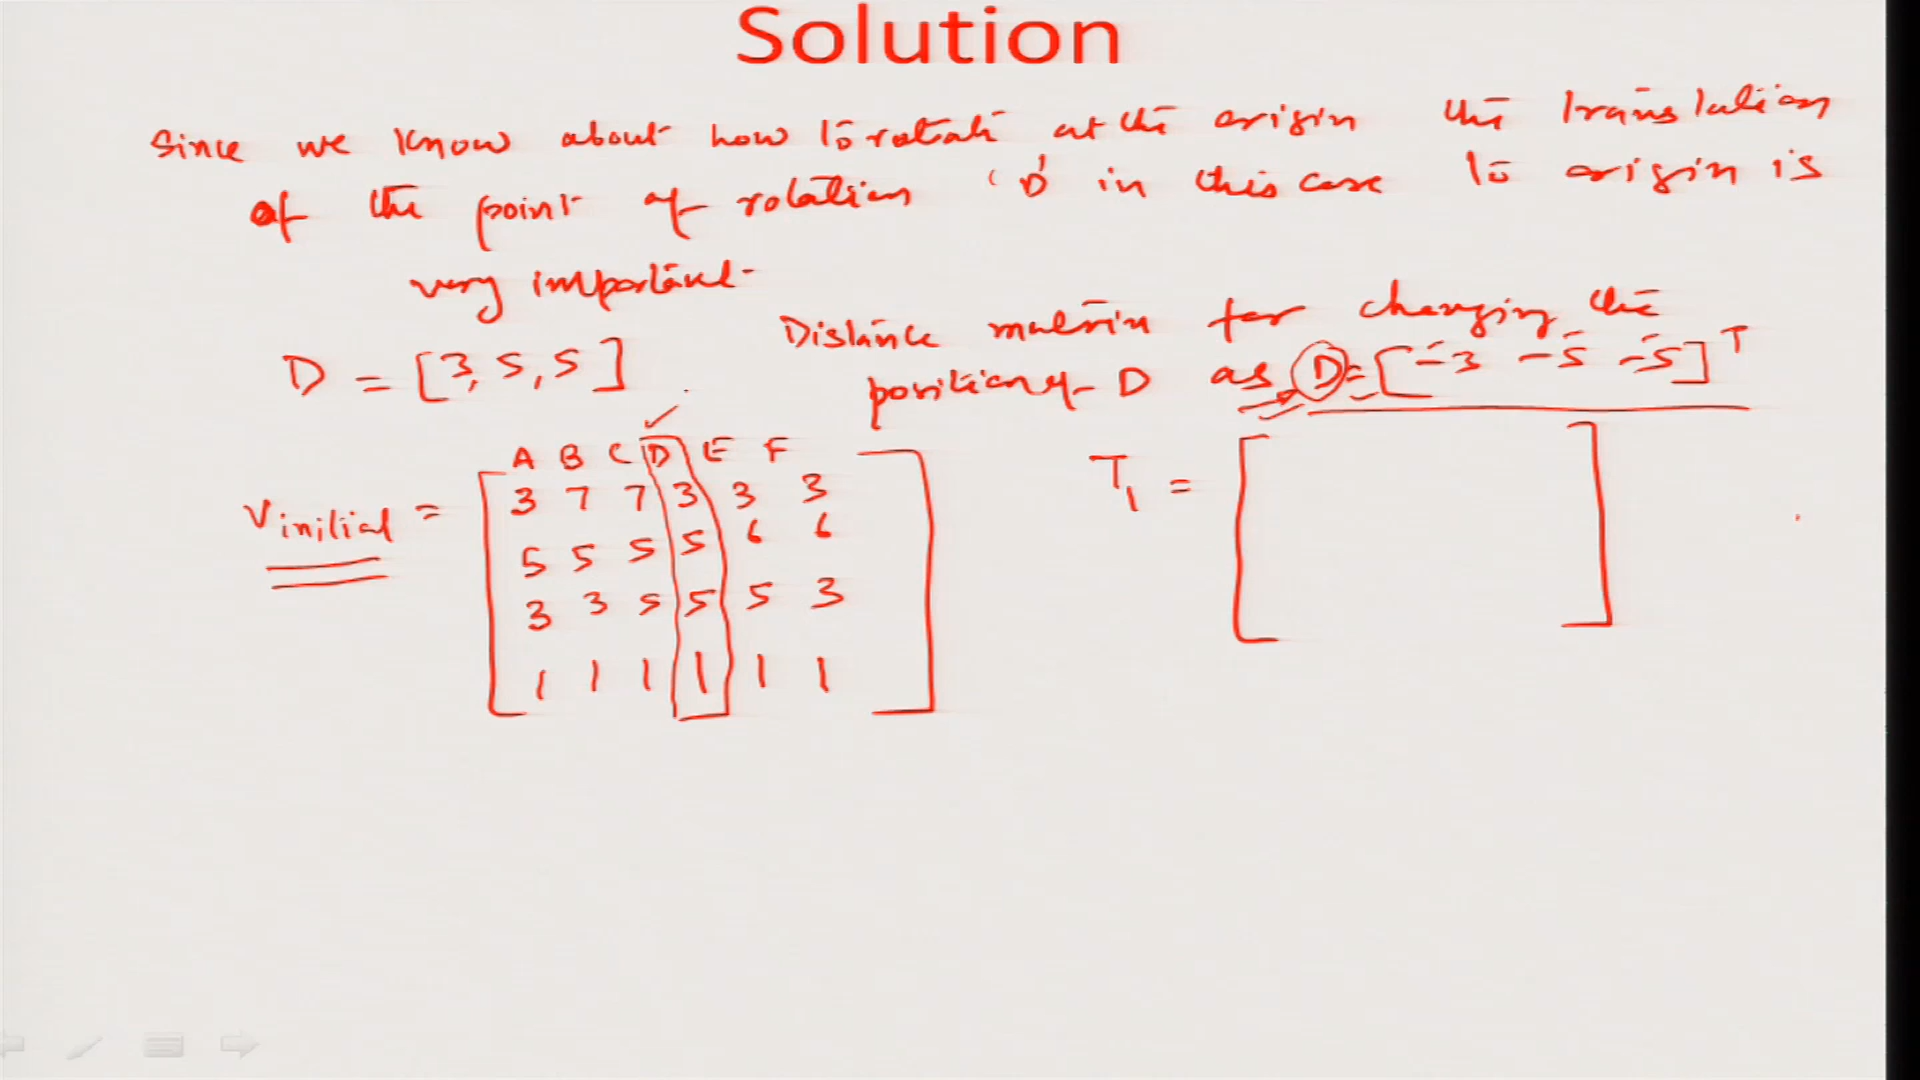 Solution
Since we know about how to rotate at the origin the translation
of the point of rotation 'D' in this case to origin is
very important.
D = [3, 5, 5]
Distance matrix for changing the
position of D as D = [-3 -5 -5]T
A B C D E F
V initial =
3 7 7 3 3 3
5 5 5 5 6 6
3 3 5 5 5 3
1 1 1 1 1 1
T1 = [ ]